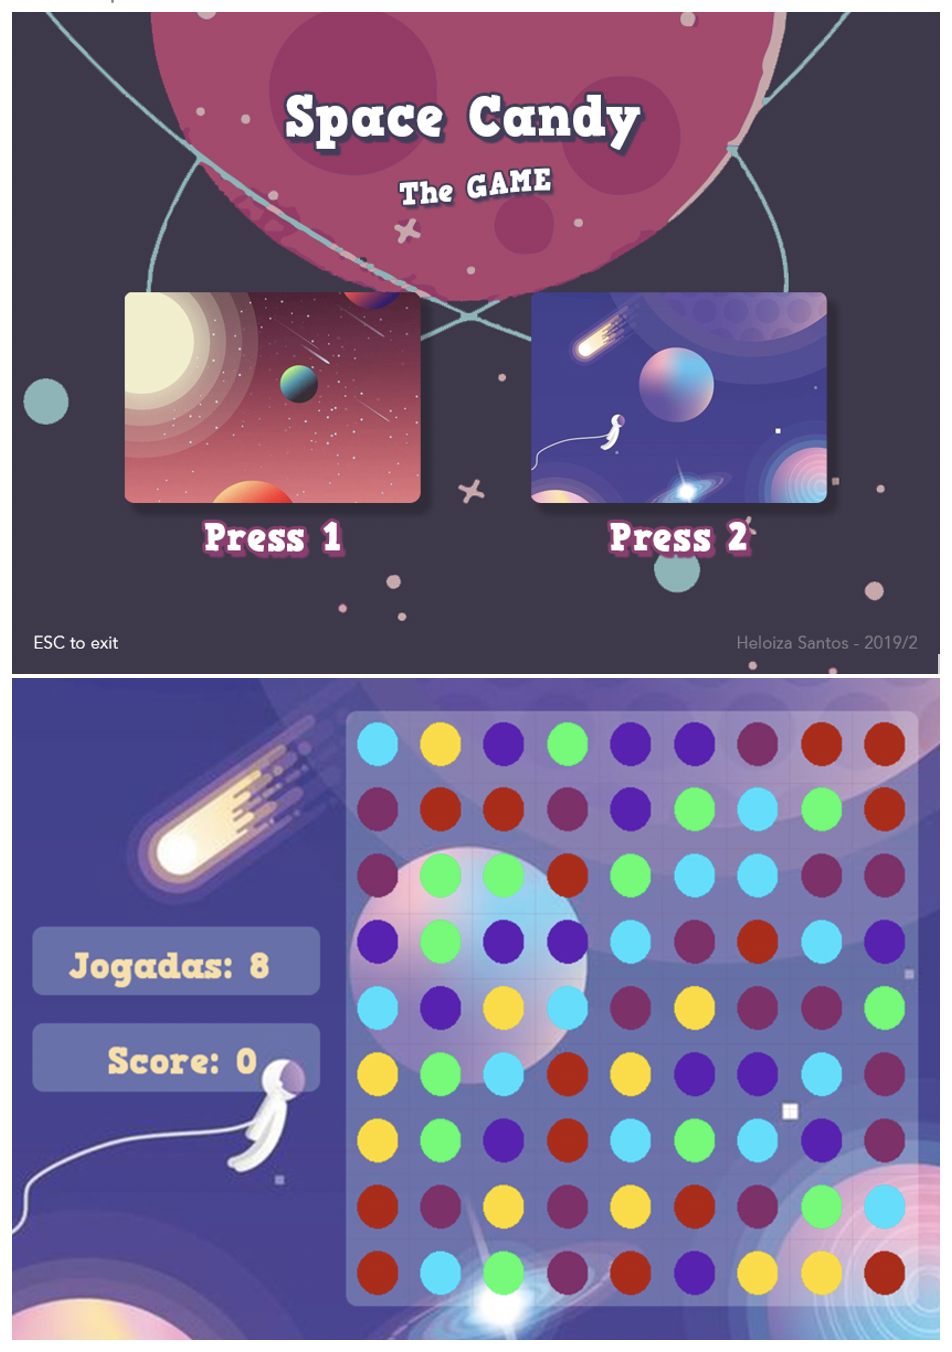 Space Candy
The GAME
Press 1
Press 2
ESC to exit
Heloiza Santos - 2019/2
Jogadas: 8
Score: 0